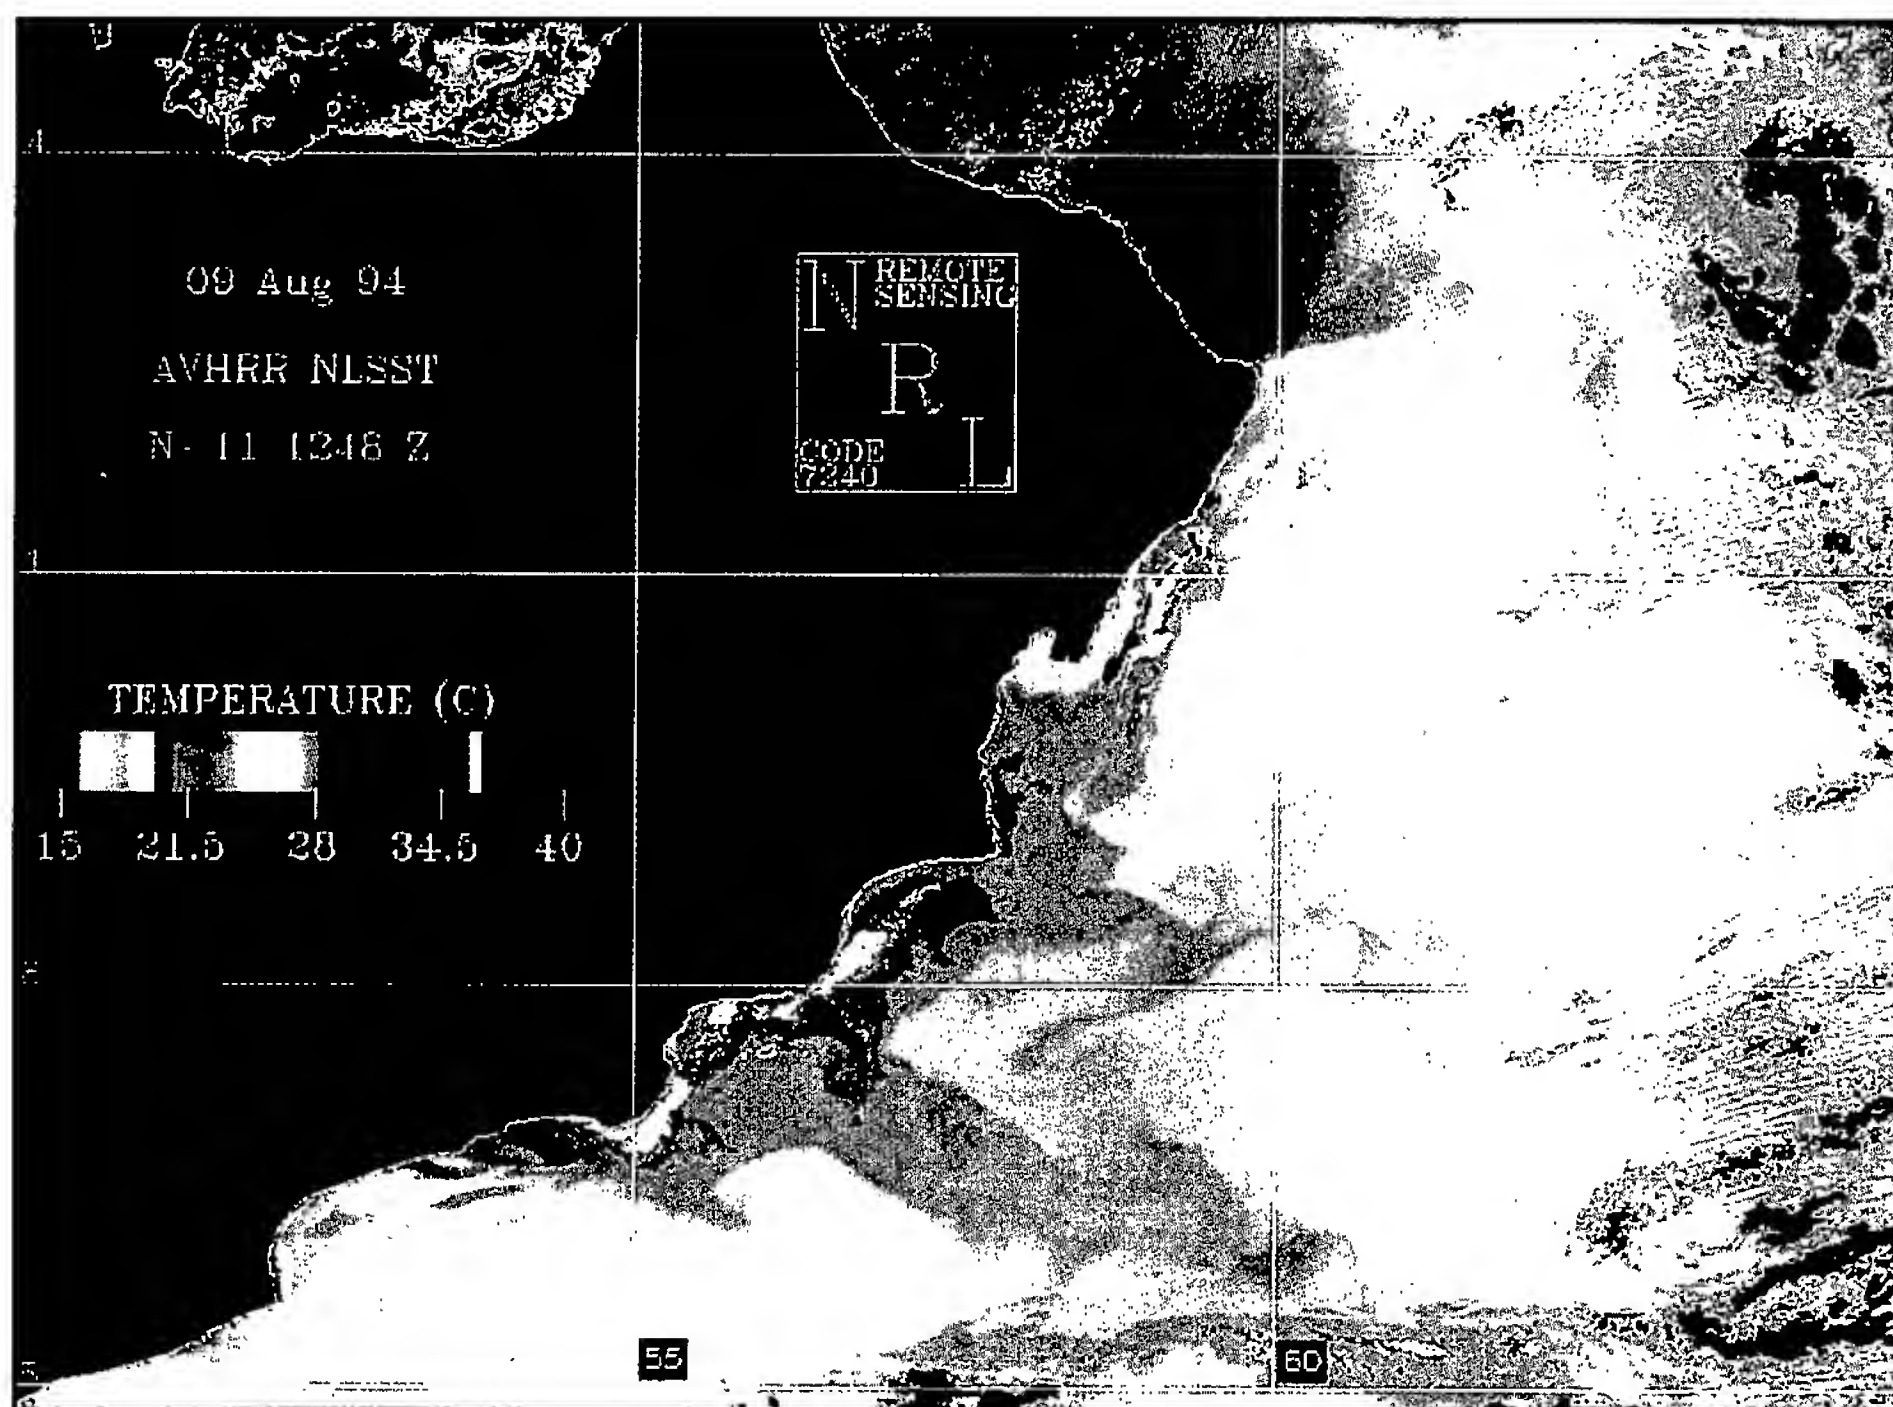 09 Aug 94
AVHRR NLSST
N-11 1248 Z
N REMOTE
SENSING
R
L
CODE
7240
TEMPERATURE (C)
15 21.5 28 34.5 40
55 60